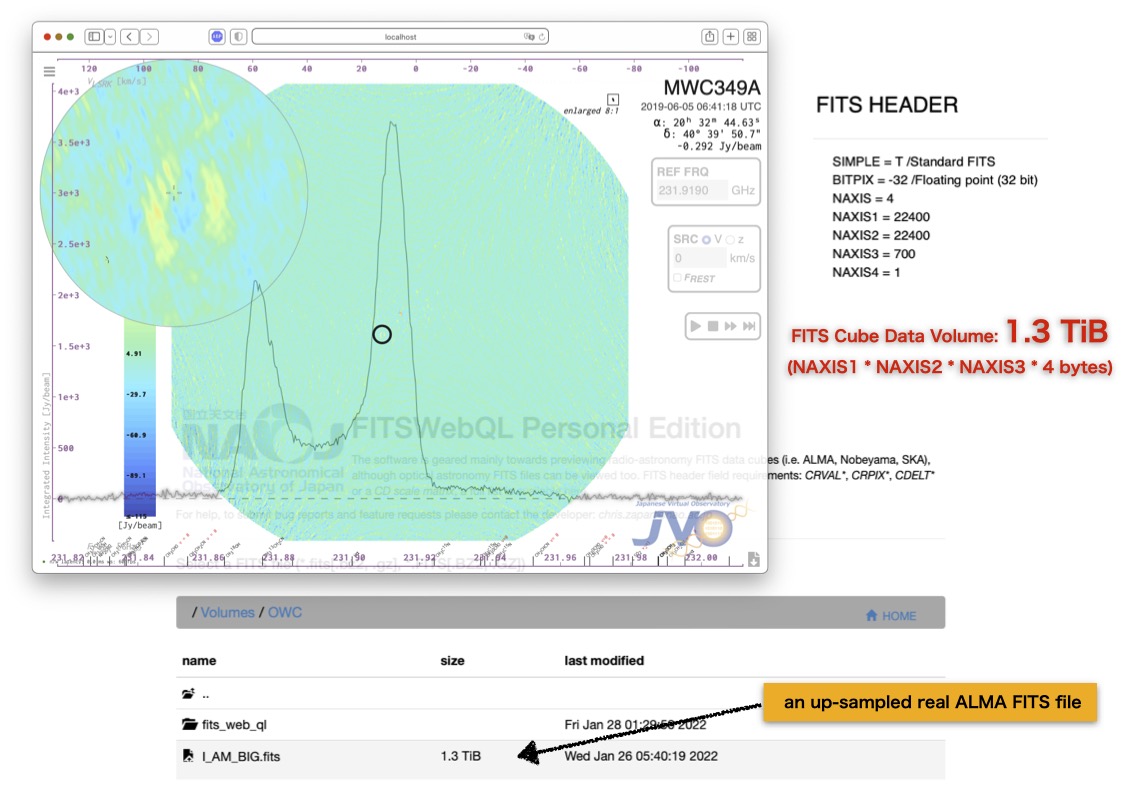 localhost
120 100 80 60 40 20 0 -20 -40 -60 -80 -100
V_LSRK [km/s]
MWC349A
2019-06-05 06:41:18 UTC
α: 20ʰ 32ᵐ 44.63ˢ
δ: 40° 39' 50.7"
-0.292 Jy/beam
enlarged 8:1
REF FRQ
231.9190 GHz
SRC V z
0 km/s
FREST
4e+3
3.5e+3
3e+3
2.5e+3
2e+3
1.5e+3
1e+3
500
0
Integrated Intensity [Jy/beam]
4.91
-29.7
-60.9
-89.1
[Jy/beam]
国立天文台
NAOJ
National Astronomical
Observatory of Japan
FITSWebQL Personal Edition
The software is geared mainly towards previewing radio-astronomy FITS data cubes (i.e. ALMA, Nobeyama, SKA),
although optical astronomy FITS files can be viewed too. FITS header field requirements: CRVAL*, CRPIX*, CDELT*
or a CD scale matrix
For help, to submit bug reports and feature requests please contact the developer:
Japanese Virtual Observatory
JVO
231.82 231.84 231.86 231.88 231.90 231.92 231.94 231.96 231.98 232.00
FITS HEADER
SIMPLE = T /Standard FITS
BITPIX = -32 /Floating point (32 bit)
NAXIS = 4
NAXIS1 = 22400
NAXIS2 = 22400
NAXIS3 = 700
NAXIS4 = 1
FITS Cube Data Volume: 1.3 TiB
(NAXIS1 * NAXIS2 * NAXIS3 * 4 bytes)
/ Volumes / OWC HOME
name size last modified
..
fits_web_ql Fri Jan 28 01:29:58 2022
I_AM_BIG.fits 1.3 TiB Wed Jan 26 05:40:19 2022
an up-sampled real ALMA FITS file